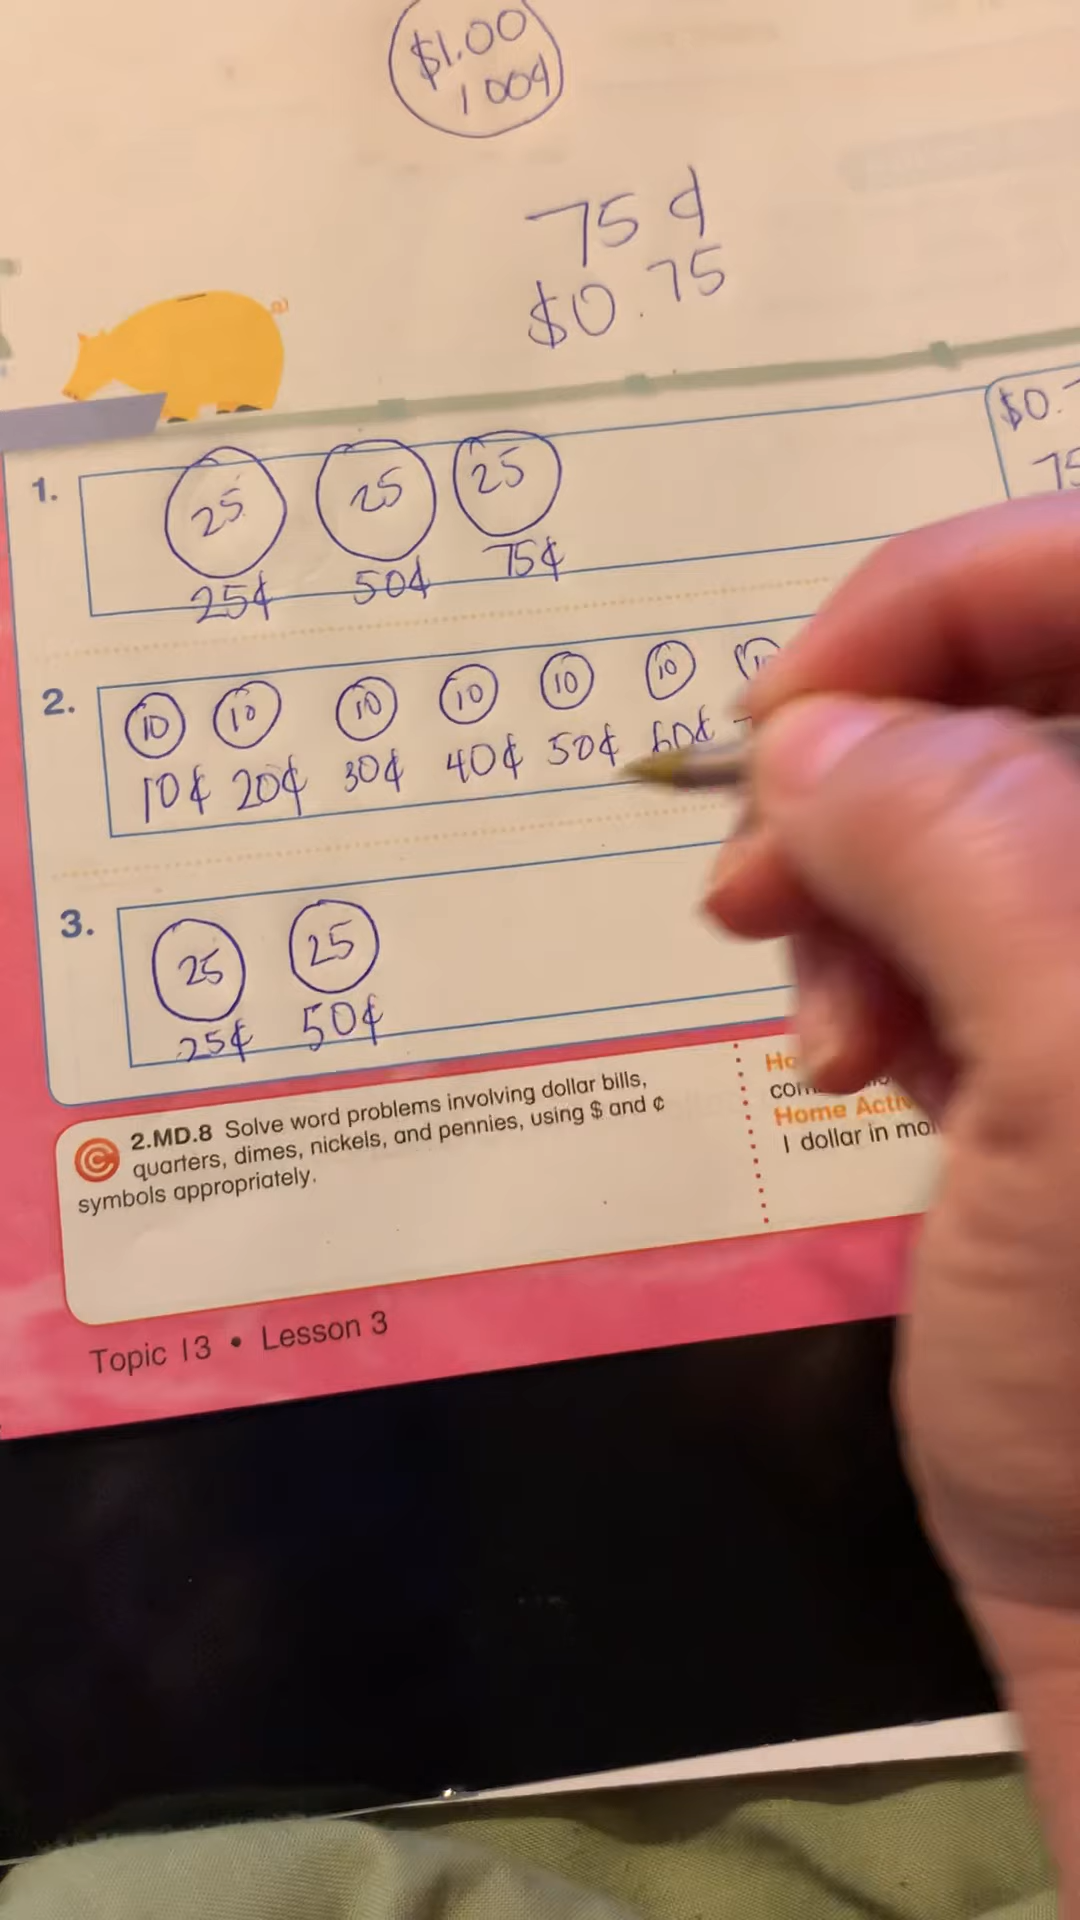 $1.00
100¢
75¢
$0.75
$0.
75
1.
25 25 25
25¢ 50¢ 75¢
2.
10 10 10 10 10 10 10
10¢ 20¢ 30¢ 40¢ 50¢ 60¢
3.
25 25
25¢ 50¢
2.MD.8 Solve word problems involving dollar bills,
quarters, dimes, nickels, and pennies, using $ and ¢
symbols appropriately.
Home Activ
1 dollar in mo
Topic 13 • Lesson 3